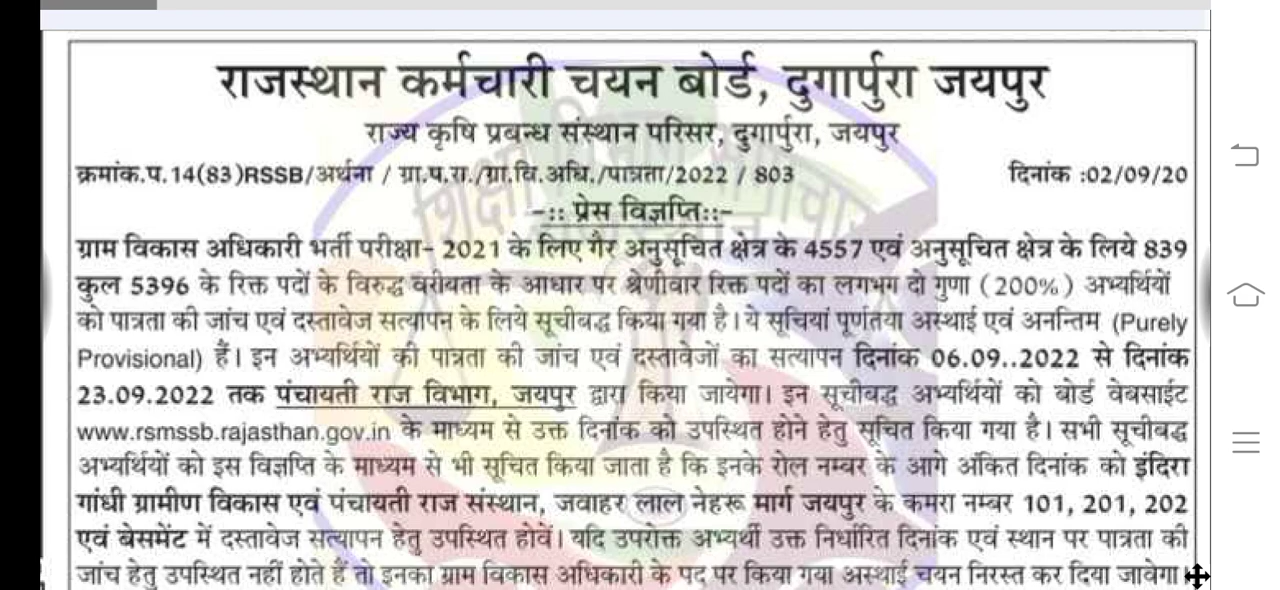 राजस्थान कर्मचारी चयन बोर्ड, दुगार्पुरा जयपुर
राज्य कृषि प्रबन्ध संस्थान परिसर, दुगार्पुरा, जयपुर
क्रमांक.प.14(83)RSSB/अर्थना / ग्रा.प.रा./ग्रा.वि.अधि./पात्रता/2022 / 803 दिनांक :02/09/20
-:: प्रेस विज्ञप्ति::-
ग्राम विकास अधिकारी भर्ती परीक्षा- 2021 के लिए गैर अनुसूचित क्षेत्र के 4557 एवं अनुसूचित क्षेत्र के लिये 839
कुल 5396 के रिक्त पदों के विरुद्ध वरीयता के आधार पर श्रेणीवार रिक्त पदों का लगभग दो गुणा (200%) अभ्यर्थियों
को पात्रता की जांच एवं दस्तावेज सत्यापन के लिये सूचीबद्ध किया गया है। ये सूचियां पूर्णतया अस्थाई एवं अनन्तिम (Purely
Provisional) हैं। इन अभ्यर्थियों की पात्रता की जांच एवं दस्तावेजों का सत्यापन दिनांक 06.09..2022 से दिनांक
23.09.2022 तक पंचायती राज विभाग, जयपुर द्वारा किया जायेगा। इन सूचीबद्ध अभ्यर्थियों को बोर्ड वेबसाईट
www.rsmssb.rajasthan.gov.in के माध्यम से उक्त दिनांक को उपस्थित होने हेतु सूचित किया गया है। सभी सूचीबद्ध
अभ्यर्थियों को इस विज्ञप्ति के माध्यम से भी सूचित किया जाता है कि इनके रोल नम्बर के आगे अंकित दिनांक को इंदिरा
गांधी ग्रामीण विकास एवं पंचायती राज संस्थान, जवाहर लाल नेहरू मार्ग जयपुर के कमरा नम्बर 101, 201, 202
एवं बेसमेंट में दस्तावेज सत्यापन हेतु उपस्थित होवें। यदि उपरोक्त अभ्यर्थी उक्त निर्धारित दिनांक एवं स्थान पर पात्रता की
जांच हेतु उपस्थित नहीं होते हैं तो इनका ग्राम विकास अधिकारी के पद पर किया गया अस्थाई चयन निरस्त कर दिया जावेगा।